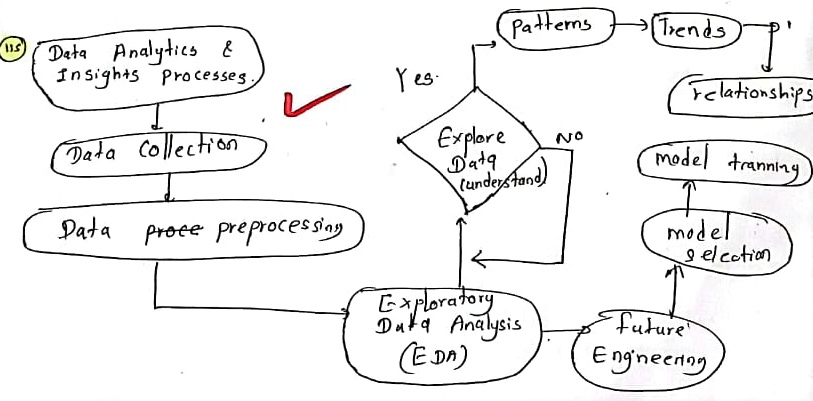 115
Data Analytics &
Insights Processes.
Data Collection
Data proce preprocessing
Exploratory
Data Analysis
(EDA)
Yes.
Explore
Data
(understand)
NO
Patterns
Trends
relationships
model tranning
model
selection
future
Engineering